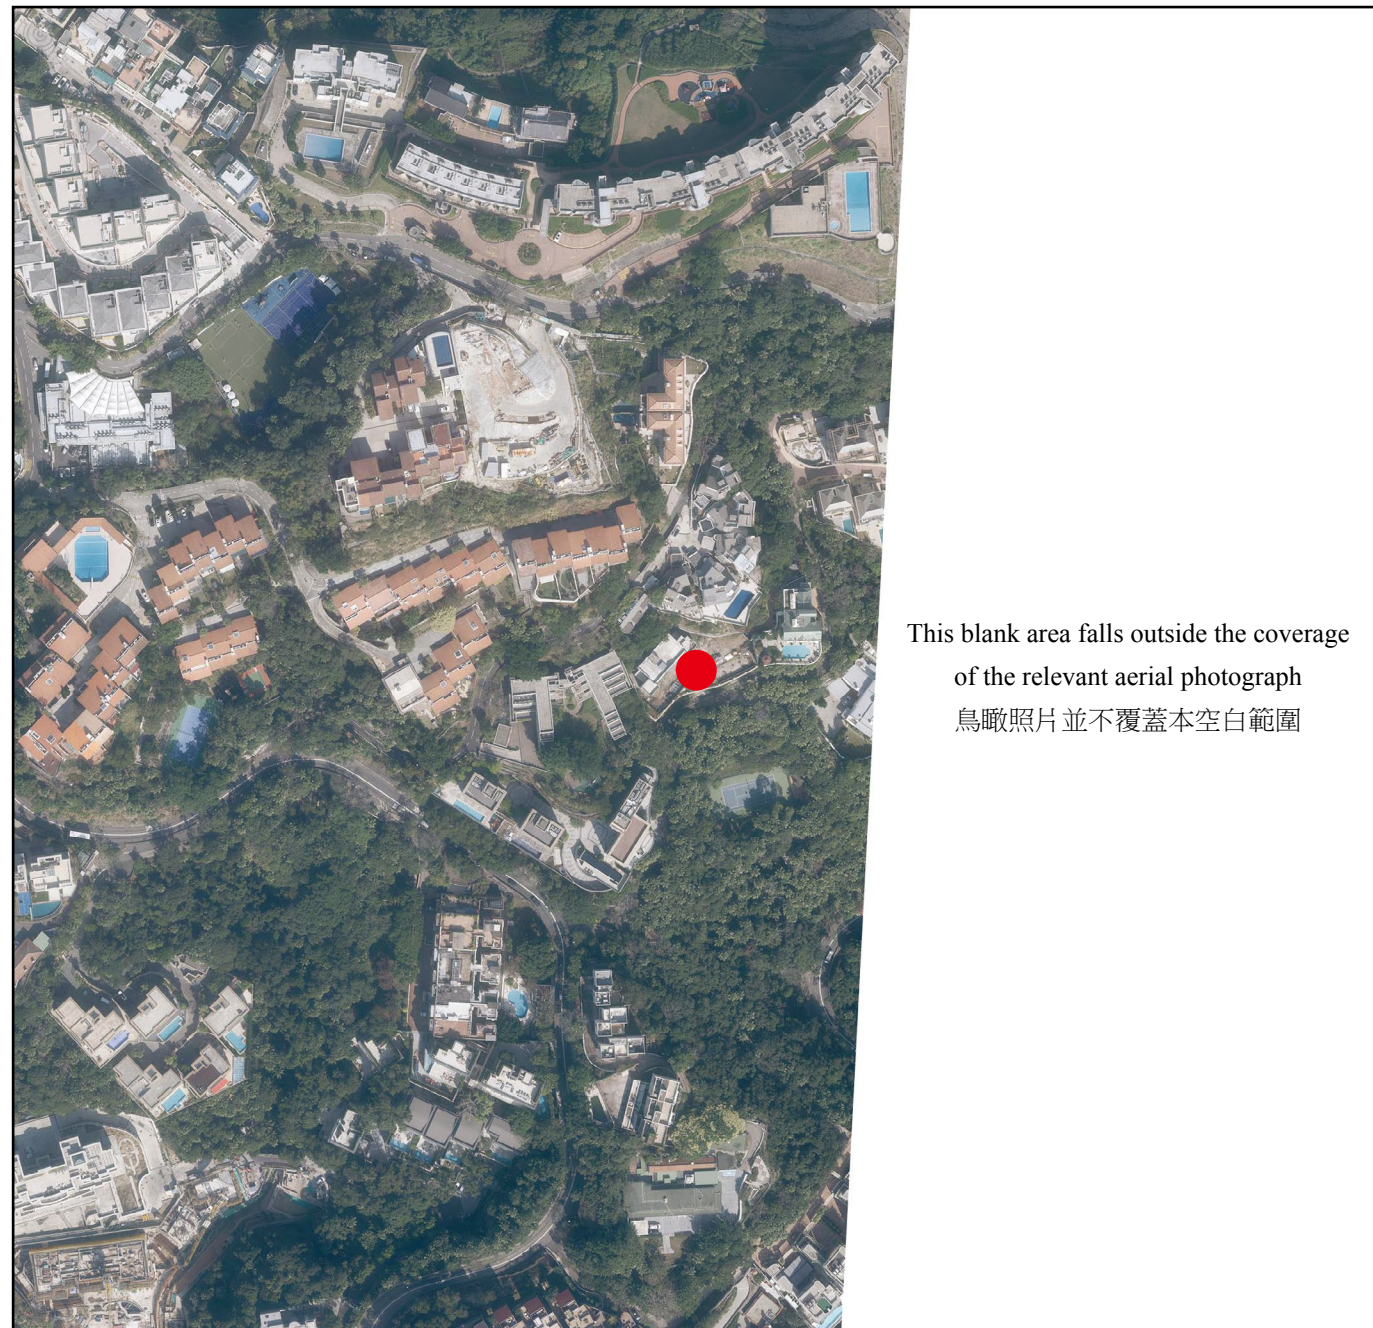 This blank area falls outside the coverage
of the relevant aerial photograph
鳥瞰照片並不覆蓋本空白範圍